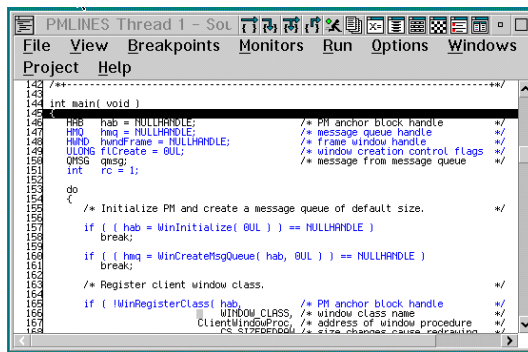 PMLINES Thread 1 - Sou
File View Breakpoints Monitors Run Options Windows
Project Help
142 /*+-----------------------------------------------------------------------+*/
143
144 int main( void )
145 {
146 HAB hab = NULLHANDLE; /* PM anchor block handle */
147 HMQ hmq = NULLHANDLE; /* message queue handle */
148 HWND hwndFrame = NULLHANDLE; /* frame window handle */
149 ULONG flCreate = 0UL; /* window creation control flags */
150 QMSG qmsg; /* message from message queue */
151 int rc = 1;
152
153 do
154 {
155 /* Initialize PM and create a message queue of default size. */
156
157 if ( ( hab = WinInitialize( 0UL ) ) == NULLHANDLE )
158 break;
159
160 if ( ( hmq = WinCreateMsgQueue( hab, 0UL ) ) == NULLHANDLE )
161 break;
162
163 /* Register client window class. */
164
165 if ( !WinRegisterClass( hab, /* PM anchor block handle */
166 WINDOW_CLASS, /* window class name */
167 ClientWindowProc, /* address of window procedure */
168 CS_SIZEREDRAW, /* size changes cause redrawing */